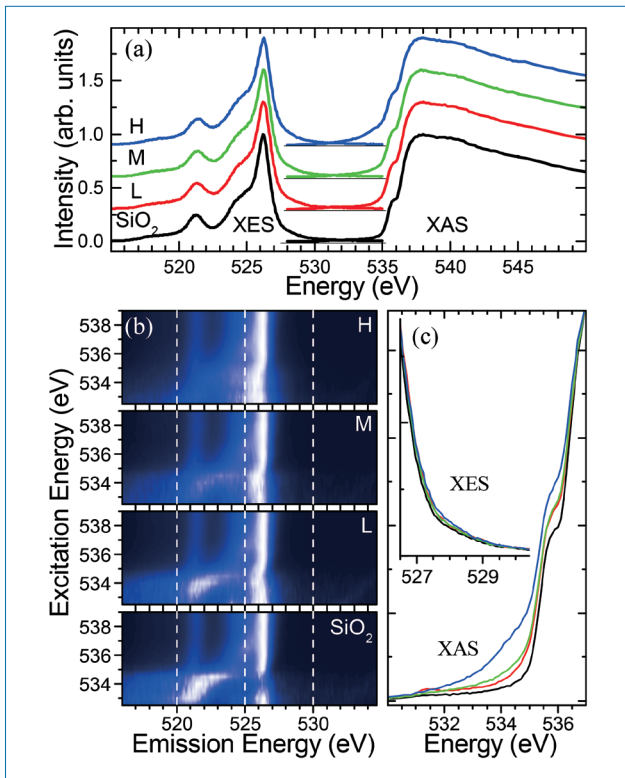 (a)
Intensity (arb. units)
1.5
1.0
0.5
0.0
H
M
L
SiO2
XES
XAS
520 525 530 535 540 545
Energy (eV)
(b)
H
M
L
SiO2
Excitation Energy (eV)
538
536
534
538
536
534
538
536
534
538
536
534
520 525 530
Emission Energy (eV)
(c)
XES
527 529
XAS
532 534 536
Energy (eV)